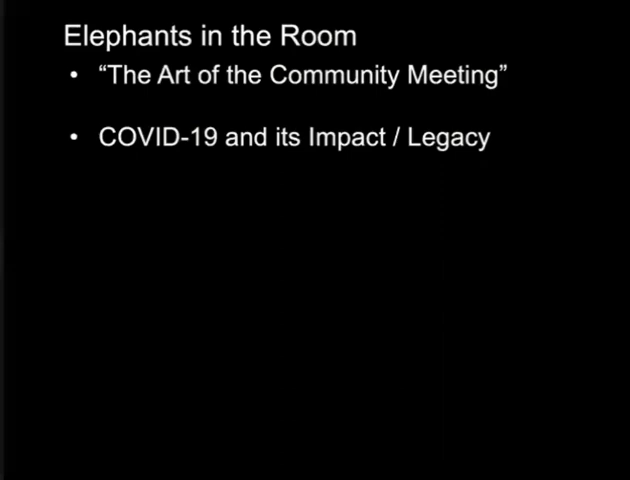 Elephants in the Room
• “The Art of the Community Meeting”
• COVID-19 and its Impact / Legacy